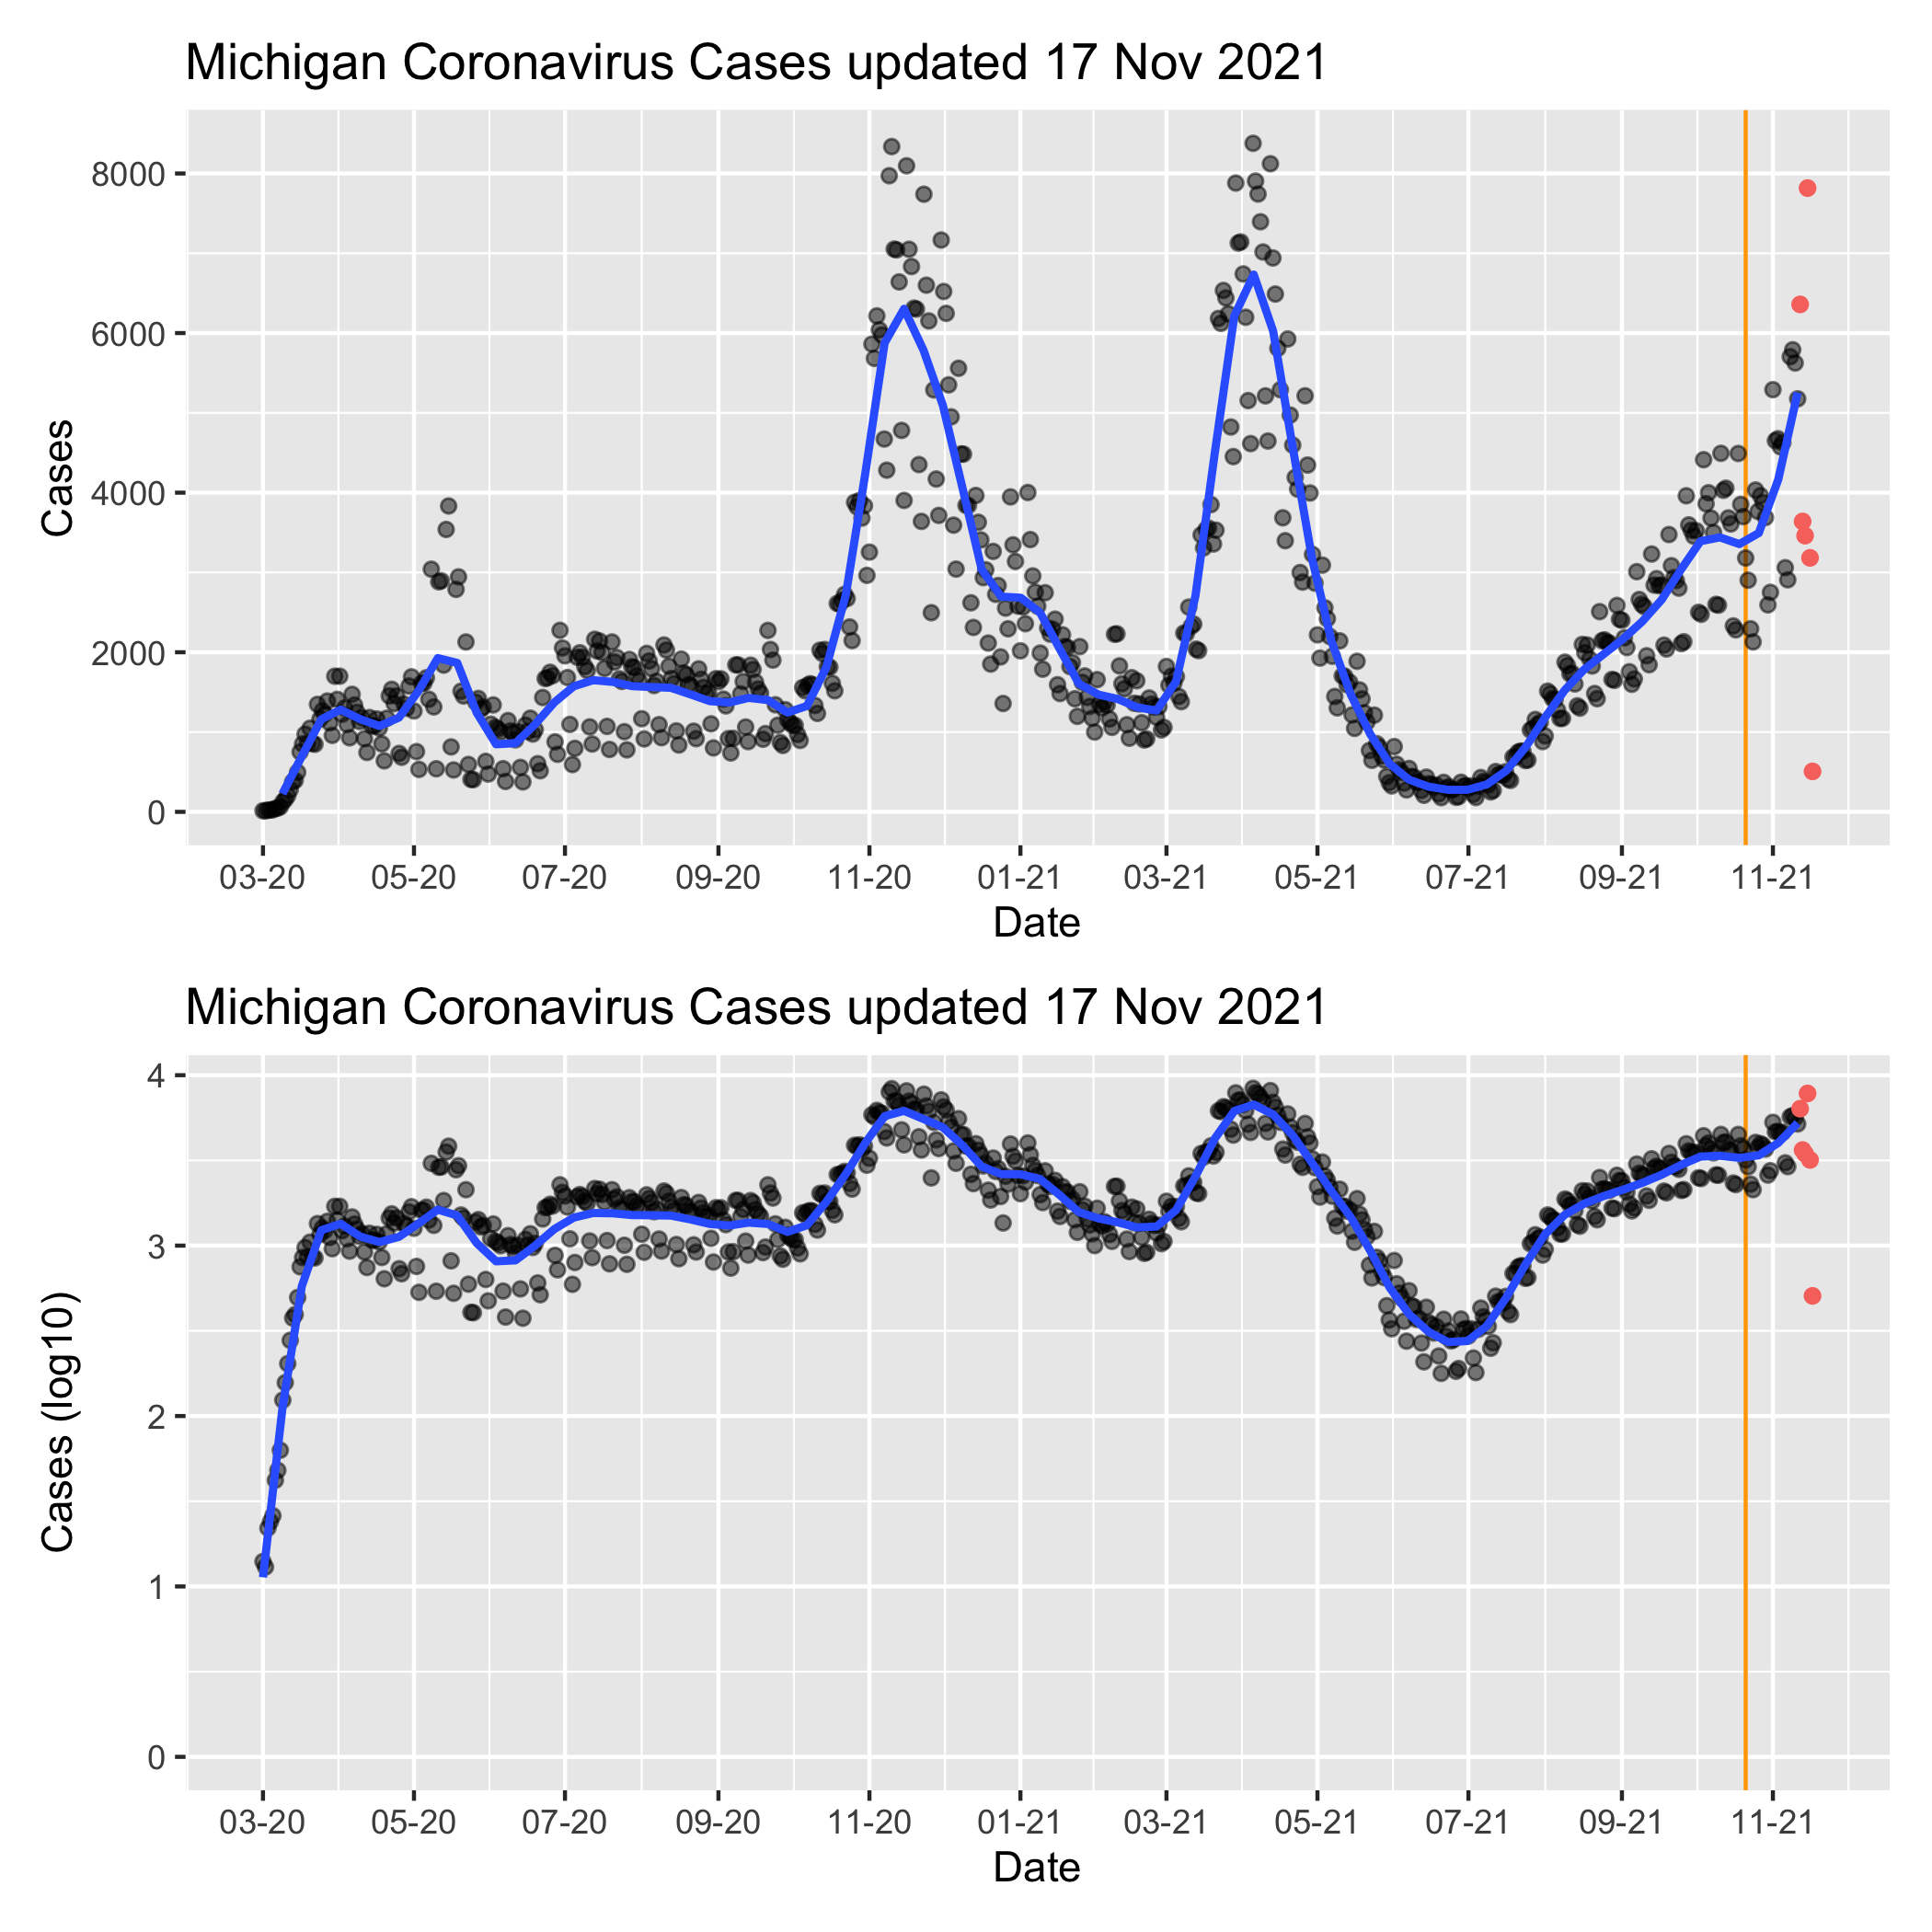 Michigan Coronavirus Cases updated 17 Nov 2021
8000
6000
4000
2000
0
Cases
03-20 05-20 07-20 09-20 11-20 01-21 03-21 05-21 07-21 09-21 11-21
Date
Michigan Coronavirus Cases updated 17 Nov 2021
4
3
2
1
0
Cases (log10)
03-20 05-20 07-20 09-20 11-20 01-21 03-21 05-21 07-21 09-21 11-21
Date